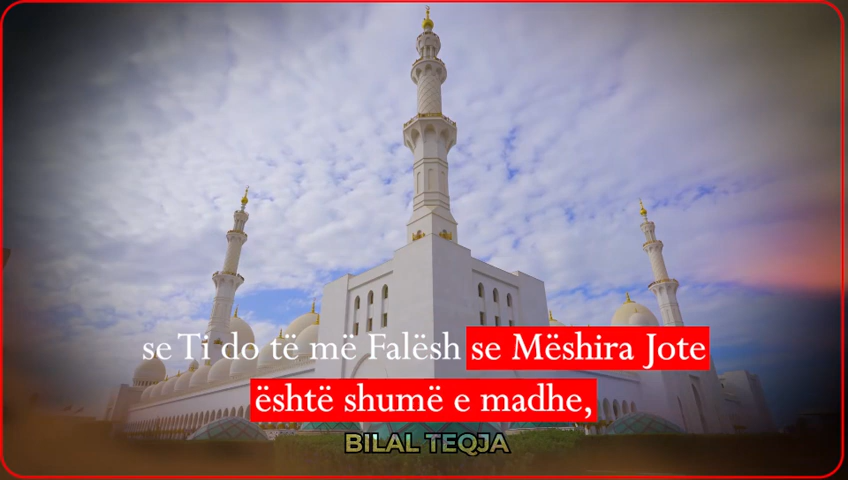 se Ti do të më Falësh se Mëshira Jote
është shumë e madhe,
BILAL TEQJA